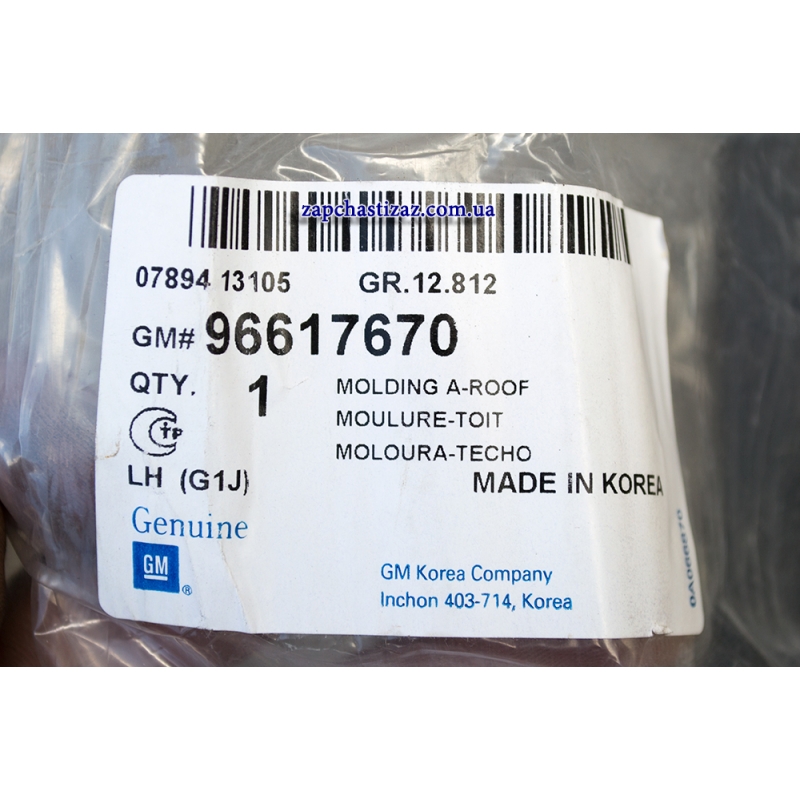 zapchastizaz.com.ua
07894 13105 GR.12.812
GM# 96617670
QTY. 1 MOLDING A-ROOF
MOULURE-TOIT
MOLOURA-TECHO
LH (G1J) MADE IN KOREA
Genuine
GM ®
GM Korea Company
Inchon 403-714, Korea